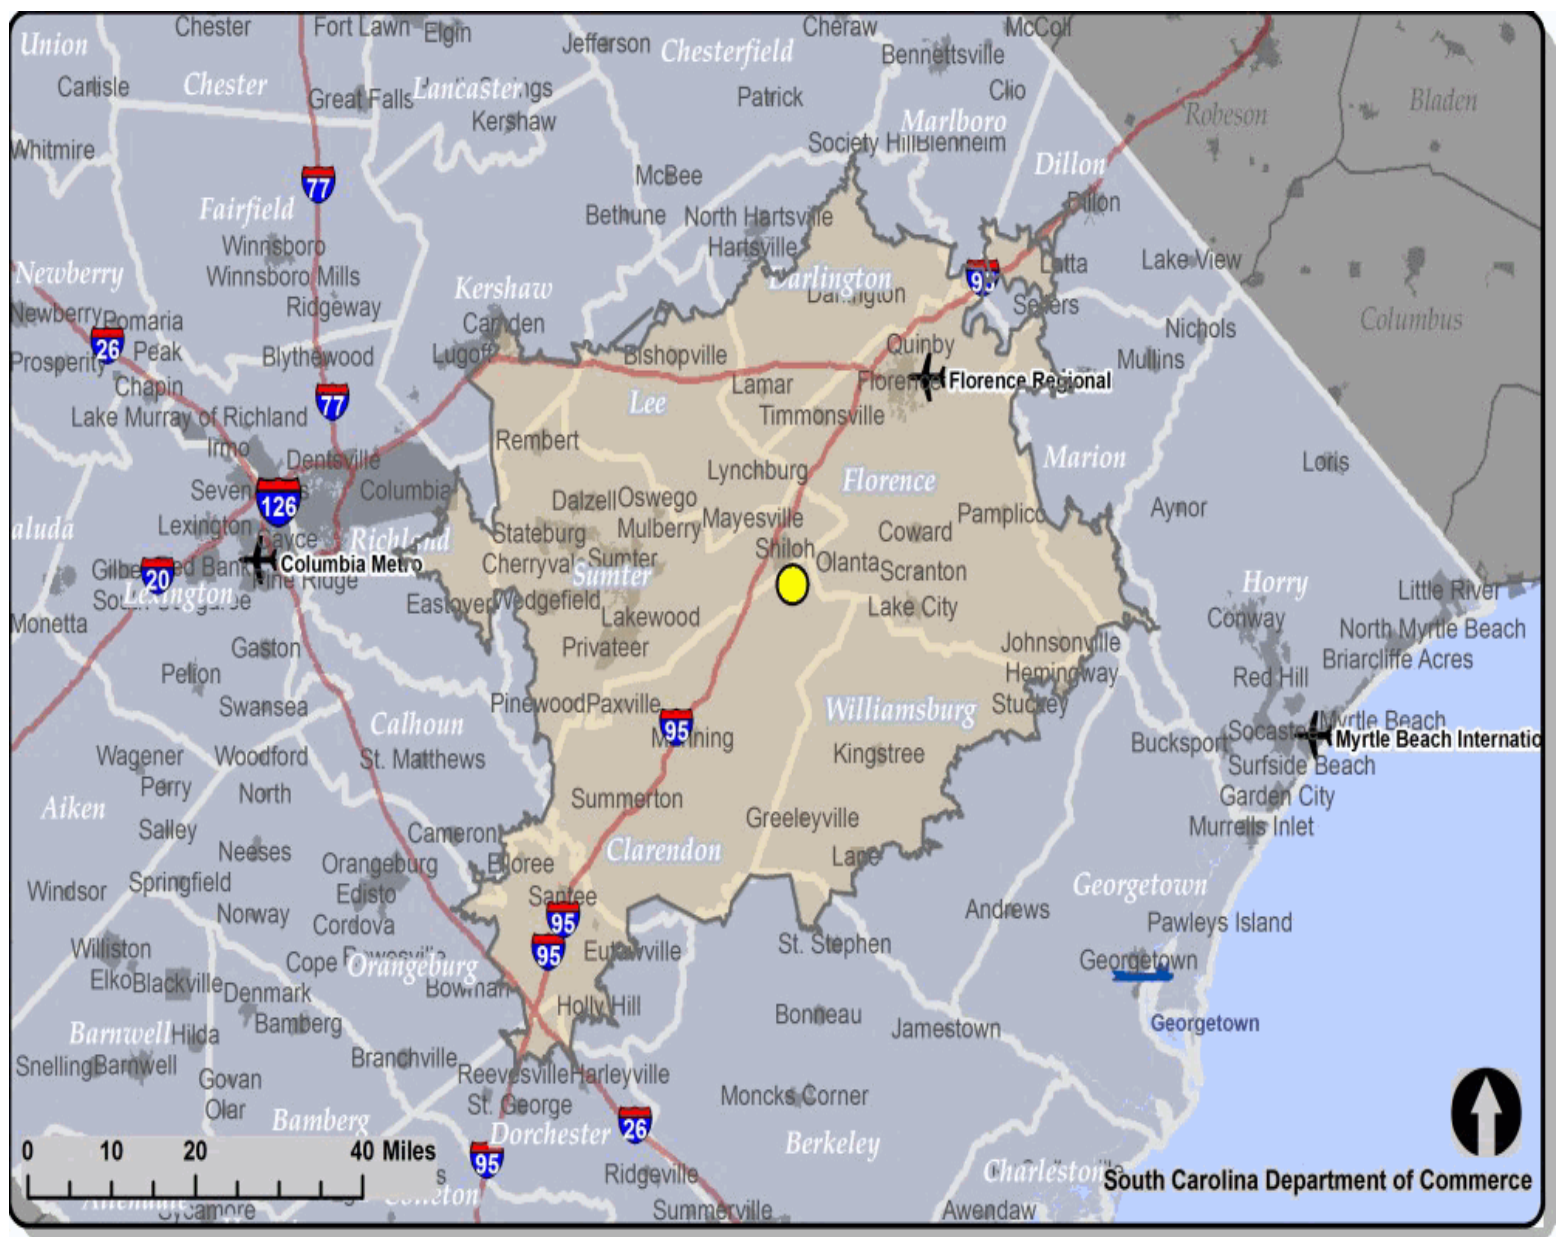 Chester
Fort Lawn
Elgin
Jefferson
Cheraw
McColl
Union
Chesterfield
Bennettsville
Carlisle
Chester
Great Falls
Lancaster
Patrick
Clio
Robeson
Bladen
Kershaw
Marlboro
Whitmire
Society Hill
Blenheim
Dillon
McBee
77
Fairfield
Bethune
North Hartsville
Dillon
Winnsboro
Hartsville
Latta
Lake View
Newberry
Winnsboro Mills
Kershaw
Darlington
Darlington
95
Ridgeway
Sellers
Newberry
Pomaria
Camden
Nichols
Columbus
26
Peak
Blythewood
Lugoff
Bishopville
Quinby
Mullins
Prosperity
Chapin
Lamar
Florence
Florence Regional
77
Lee
Lake Murray of Richland
Timmonsville
Irmo
Rembert
Dentsville
Lynchburg
Marion
Loris
Columbia
Florence
126
Dalzell
Oswego
Aynor
Lexington
Stateburg
Mulberry
Mayesville
Coward
Pamplico
Richland
Shiloh
Olanta
Columbia Metro
Sumter
Sumter
Scranton
20
Horry
Little River
Lexington
Eastover
Wedgefield
Lakewood
Lake City
Conway
Monetta
North Myrtle Beach
Gaston
Privateer
Johnsonville
Briarcliffe Acres
Pelion
Hemingway
Red Hill
Swansea
Pinewood
Paxville
Williamsburg
Stuckey
Calhoun
95
Myrtle Beach
Manning
Bucksport
Myrtle Beach Internatio
Wagener
Woodford
St. Matthews
Kingstree
Surfside Beach
Perry
North
Summerton
Garden City
Aiken
Salley
Cameron
Greeleyville
Murrells Inlet
Neeses
Orangeburg
Elloree
Clarendon
Lane
Windsor
Springfield
Edisto
Santee
Georgetown
Norway
Cordova
95
Andrews
Pawleys Island
Williston
Cope
95
Eutawville
St. Stephen
Georgetown
Elko
Blackville
Denmark
Orangeburg
Bowman
Holly Hill
Barnwell
Hilda
Bamberg
Bonneau
Jamestown
Georgetown
Snelling
Barnwell
Branchville
Govan
Reevesville
Harleyville
Olar
St. George
Moncks Corner
Bamberg
Dorchester
26
Berkeley
0 10 20 40 Miles
95
Ridgeville
Charleston
South Carolina Department of Commerce
Sycamore
Summerville
Awendaw